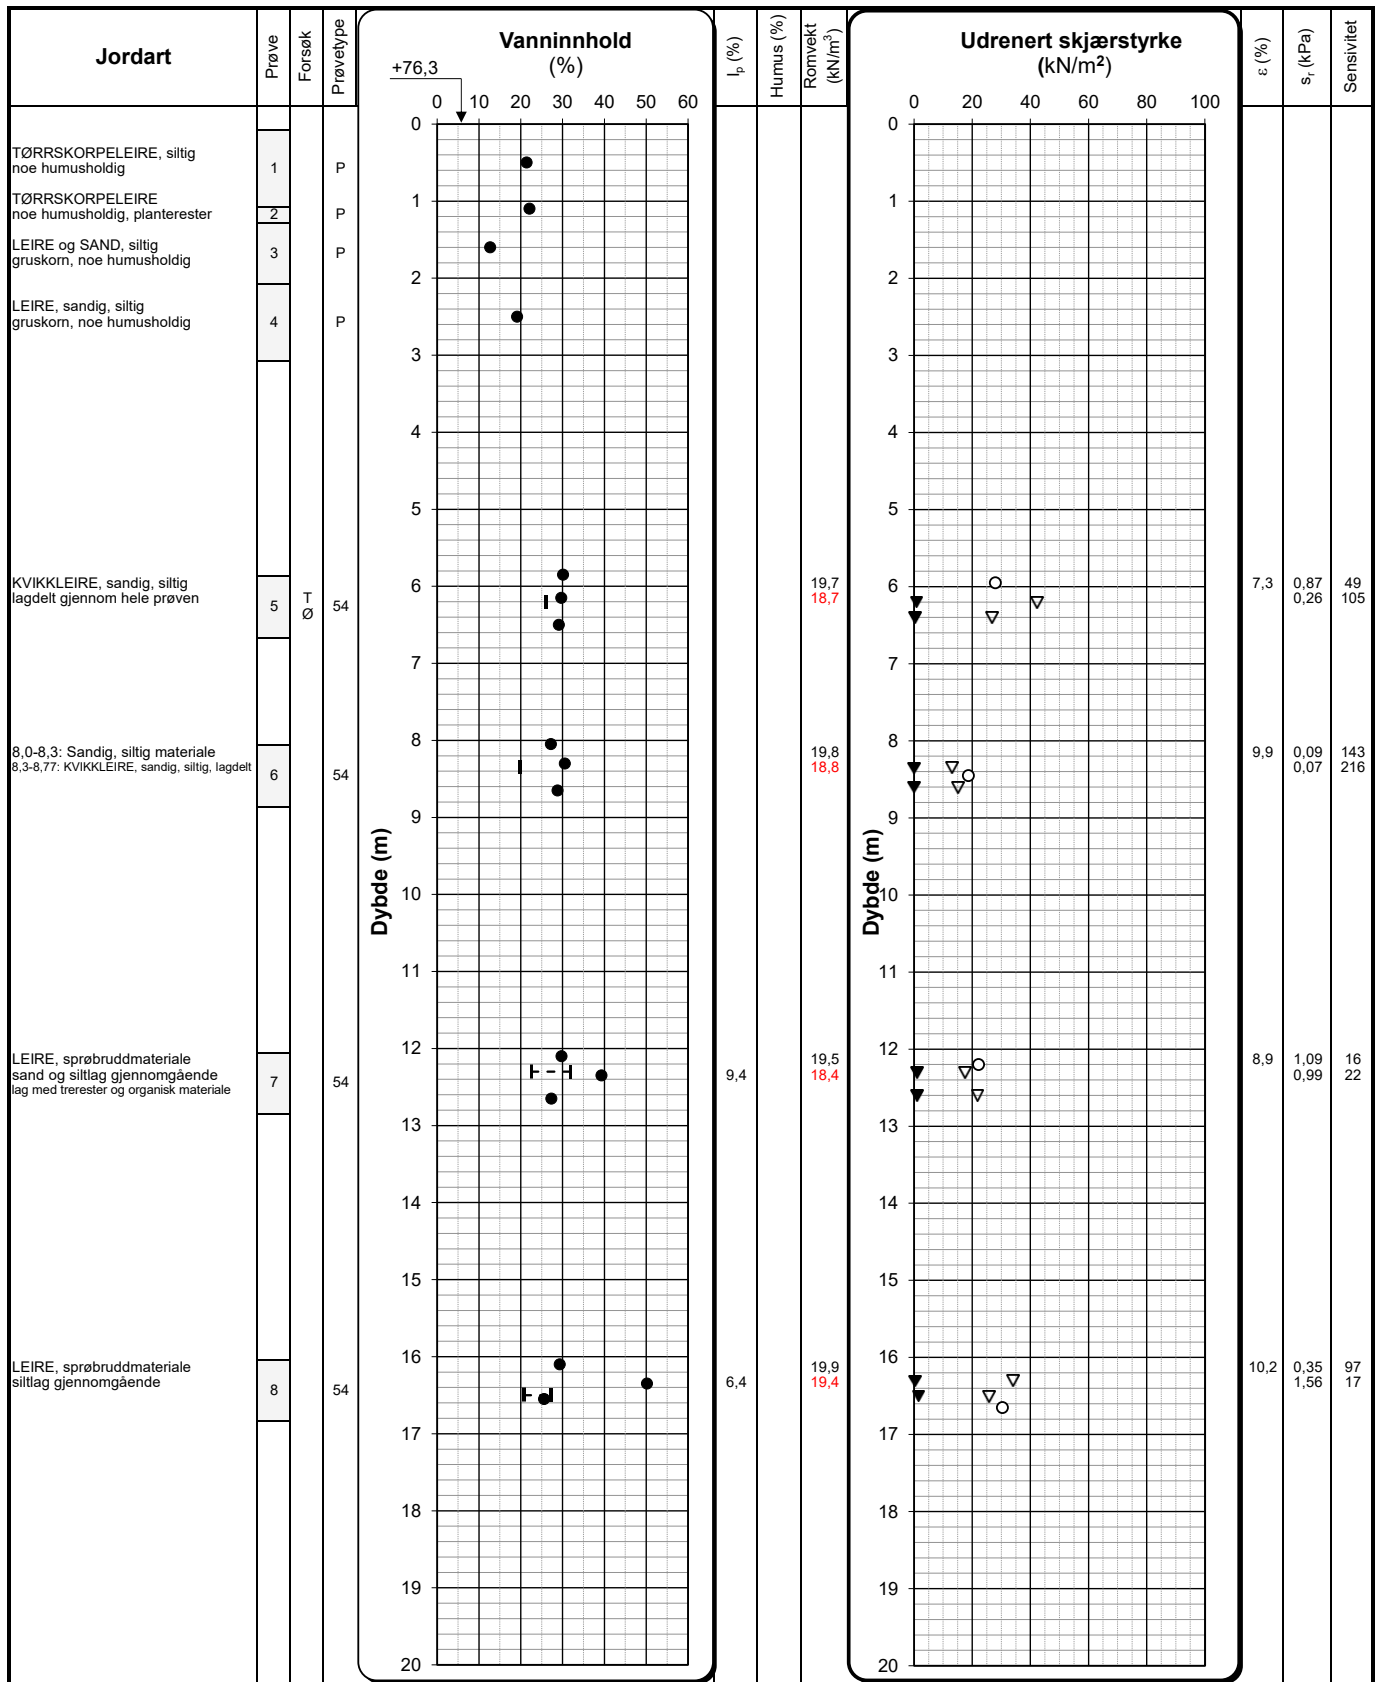 Jordart
Prøve
Forsøk
Prøvetype
Vanninnhold
(%)
+76,3
0 10 20 30 40 50 60
Ip (%)
Humus (%)
Romvekt
(kN/m³)
Udrenert skjærstyrke
(kN/m²)
0 20 40 60 80 100
ε (%)
sr (kPa)
Sensivitet
TØRRSKORPELEIRE, siltig
noe humusholdig
1 P
TØRRSKORPELEIRE
noe humusholdig, planterester
2 P
LEIRE og SAND, siltig
gruskorn, noe humusholdig
3 P
LEIRE, sandig, siltig
gruskorn, noe humusholdig
4 P
KVIKKLEIRE, sandig, siltig
lagdelt gjennom hele prøven
5 T
Ø
54
19,7
18,7
7,3 0,87 49
0,26 105
8,0-8,3: Sandig, siltig materiale
8,3-8,77: KVIKKLEIRE, sandig, siltig, lagdelt
6 54
19,8
18,8
9,9 0,09 143
0,07 216
LEIRE, sprøbruddmateriale
sand og siltlag gjennomgående
lag med trerester og organisk materiale
7 54
9,4
19,5
18,4
8,9 1,09 16
0,99 22
LEIRE, sprøbruddmateriale
siltlag gjennomgående
8 54
6,4
19,9
19,4
10,2 0,35 97
1,56 17
Dybde (m)
0
1
2
3
4
5
6
7
8
9
10
11
12
13
14
15
16
17
18
19
20
Dybde (m)
0
1
2
3
4
5
6
7
8
9
10
11
12
13
14
15
16
17
18
19
20